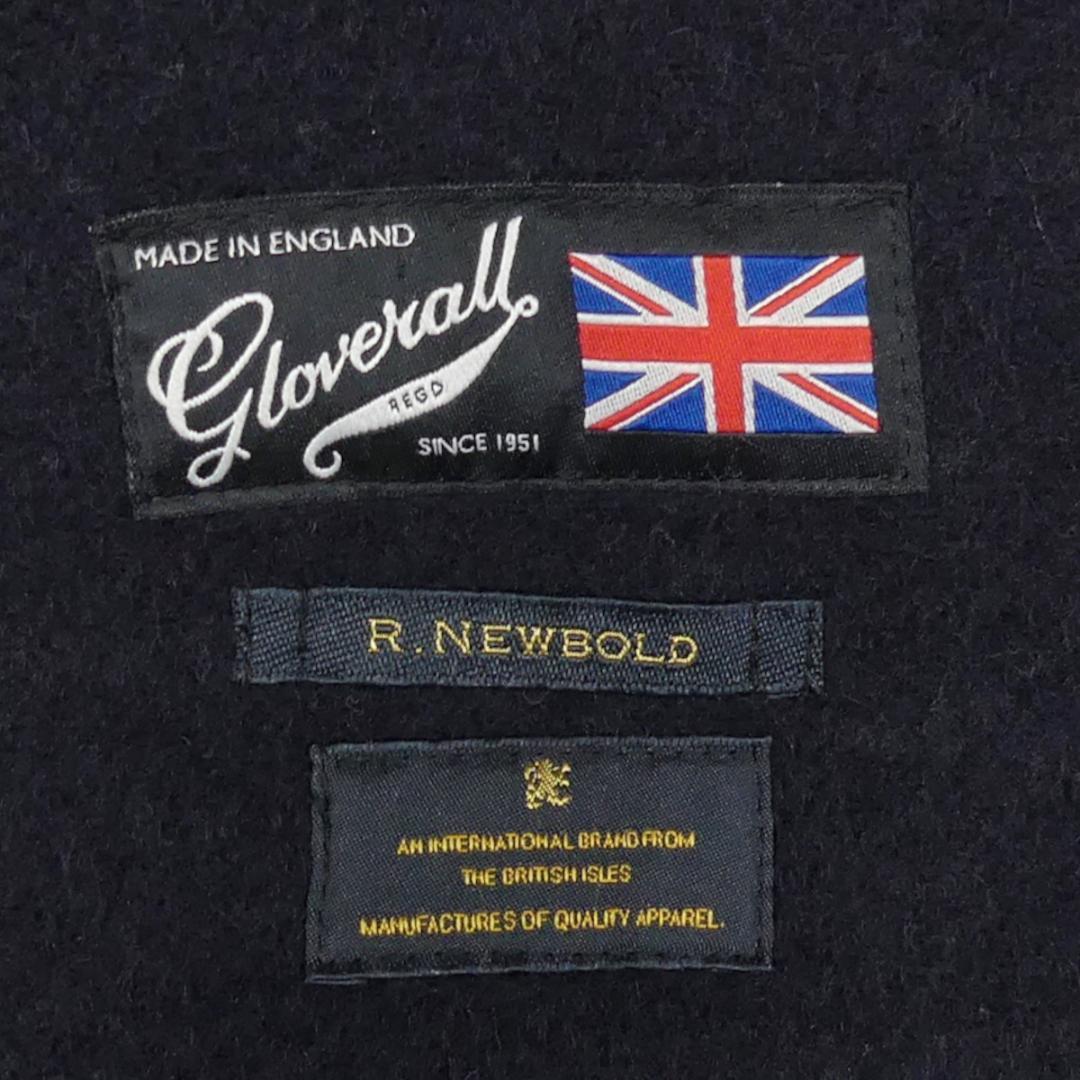 MADE IN ENGLAND
Gloverall
REGD
SINCE 1951
R. NEWBOLD
AN INTERNATIONAL BRAND FROM
THE BRITISH ISLES
MANUFACTURES OF QUALITY APPAREL.